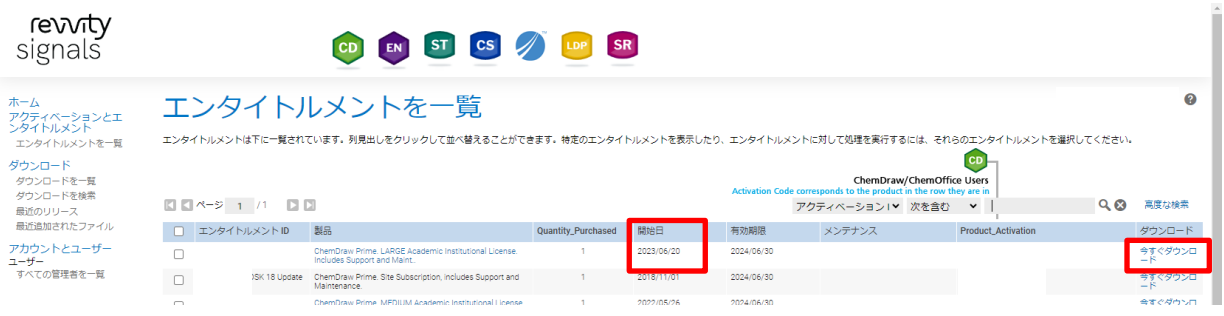 revvity
signals
CD EN ST CS LDP SR
ホーム
アクティベーションとエ
ンタイトルメント
エンタイトルメントを一覧
ダウンロード
ダウンロードを一覧
ダウンロードを検索
最近のリリース
最近追加されたファイル
アカウントとユーザー
ユーザー
すべての管理者を一覧
エンタイトルメントを一覧
?
エンタイトルメントは下に一覧されています。列見出しをクリックして並べ替えることができます。特定のエンタイトルメントを表示したり、エンタイトルメントに対して処理を実行するには、それらのエンタイトルメントを選択してください。
CD
ChemDraw/ChemOffice Users
Activation Code corresponds to the product in the row they are in
ページ 1 /1 アクティベーション I 次を含む 高度な検索
エンタイトルメント ID 製品 Quantity_Purchased 開始日 有効期限 メンテナンス Product_Activation ダウンロード
ChemDraw Prime. LARGE Academic Institutional License. 1 2023/06/20 2024/06/30 今すぐダウンロ
Includes Support and Maint. ード
SK 18 Update ChemDraw Prime. Site Subscription, Includes Support and 1 2018/11/01 2024/06/30 今すぐダウンロ
Maintenance. ード
ChemDraw Prime. MEDIUM Academic Institutional License 1 2022/05/26 2024/06/30 今すぐダウンロ